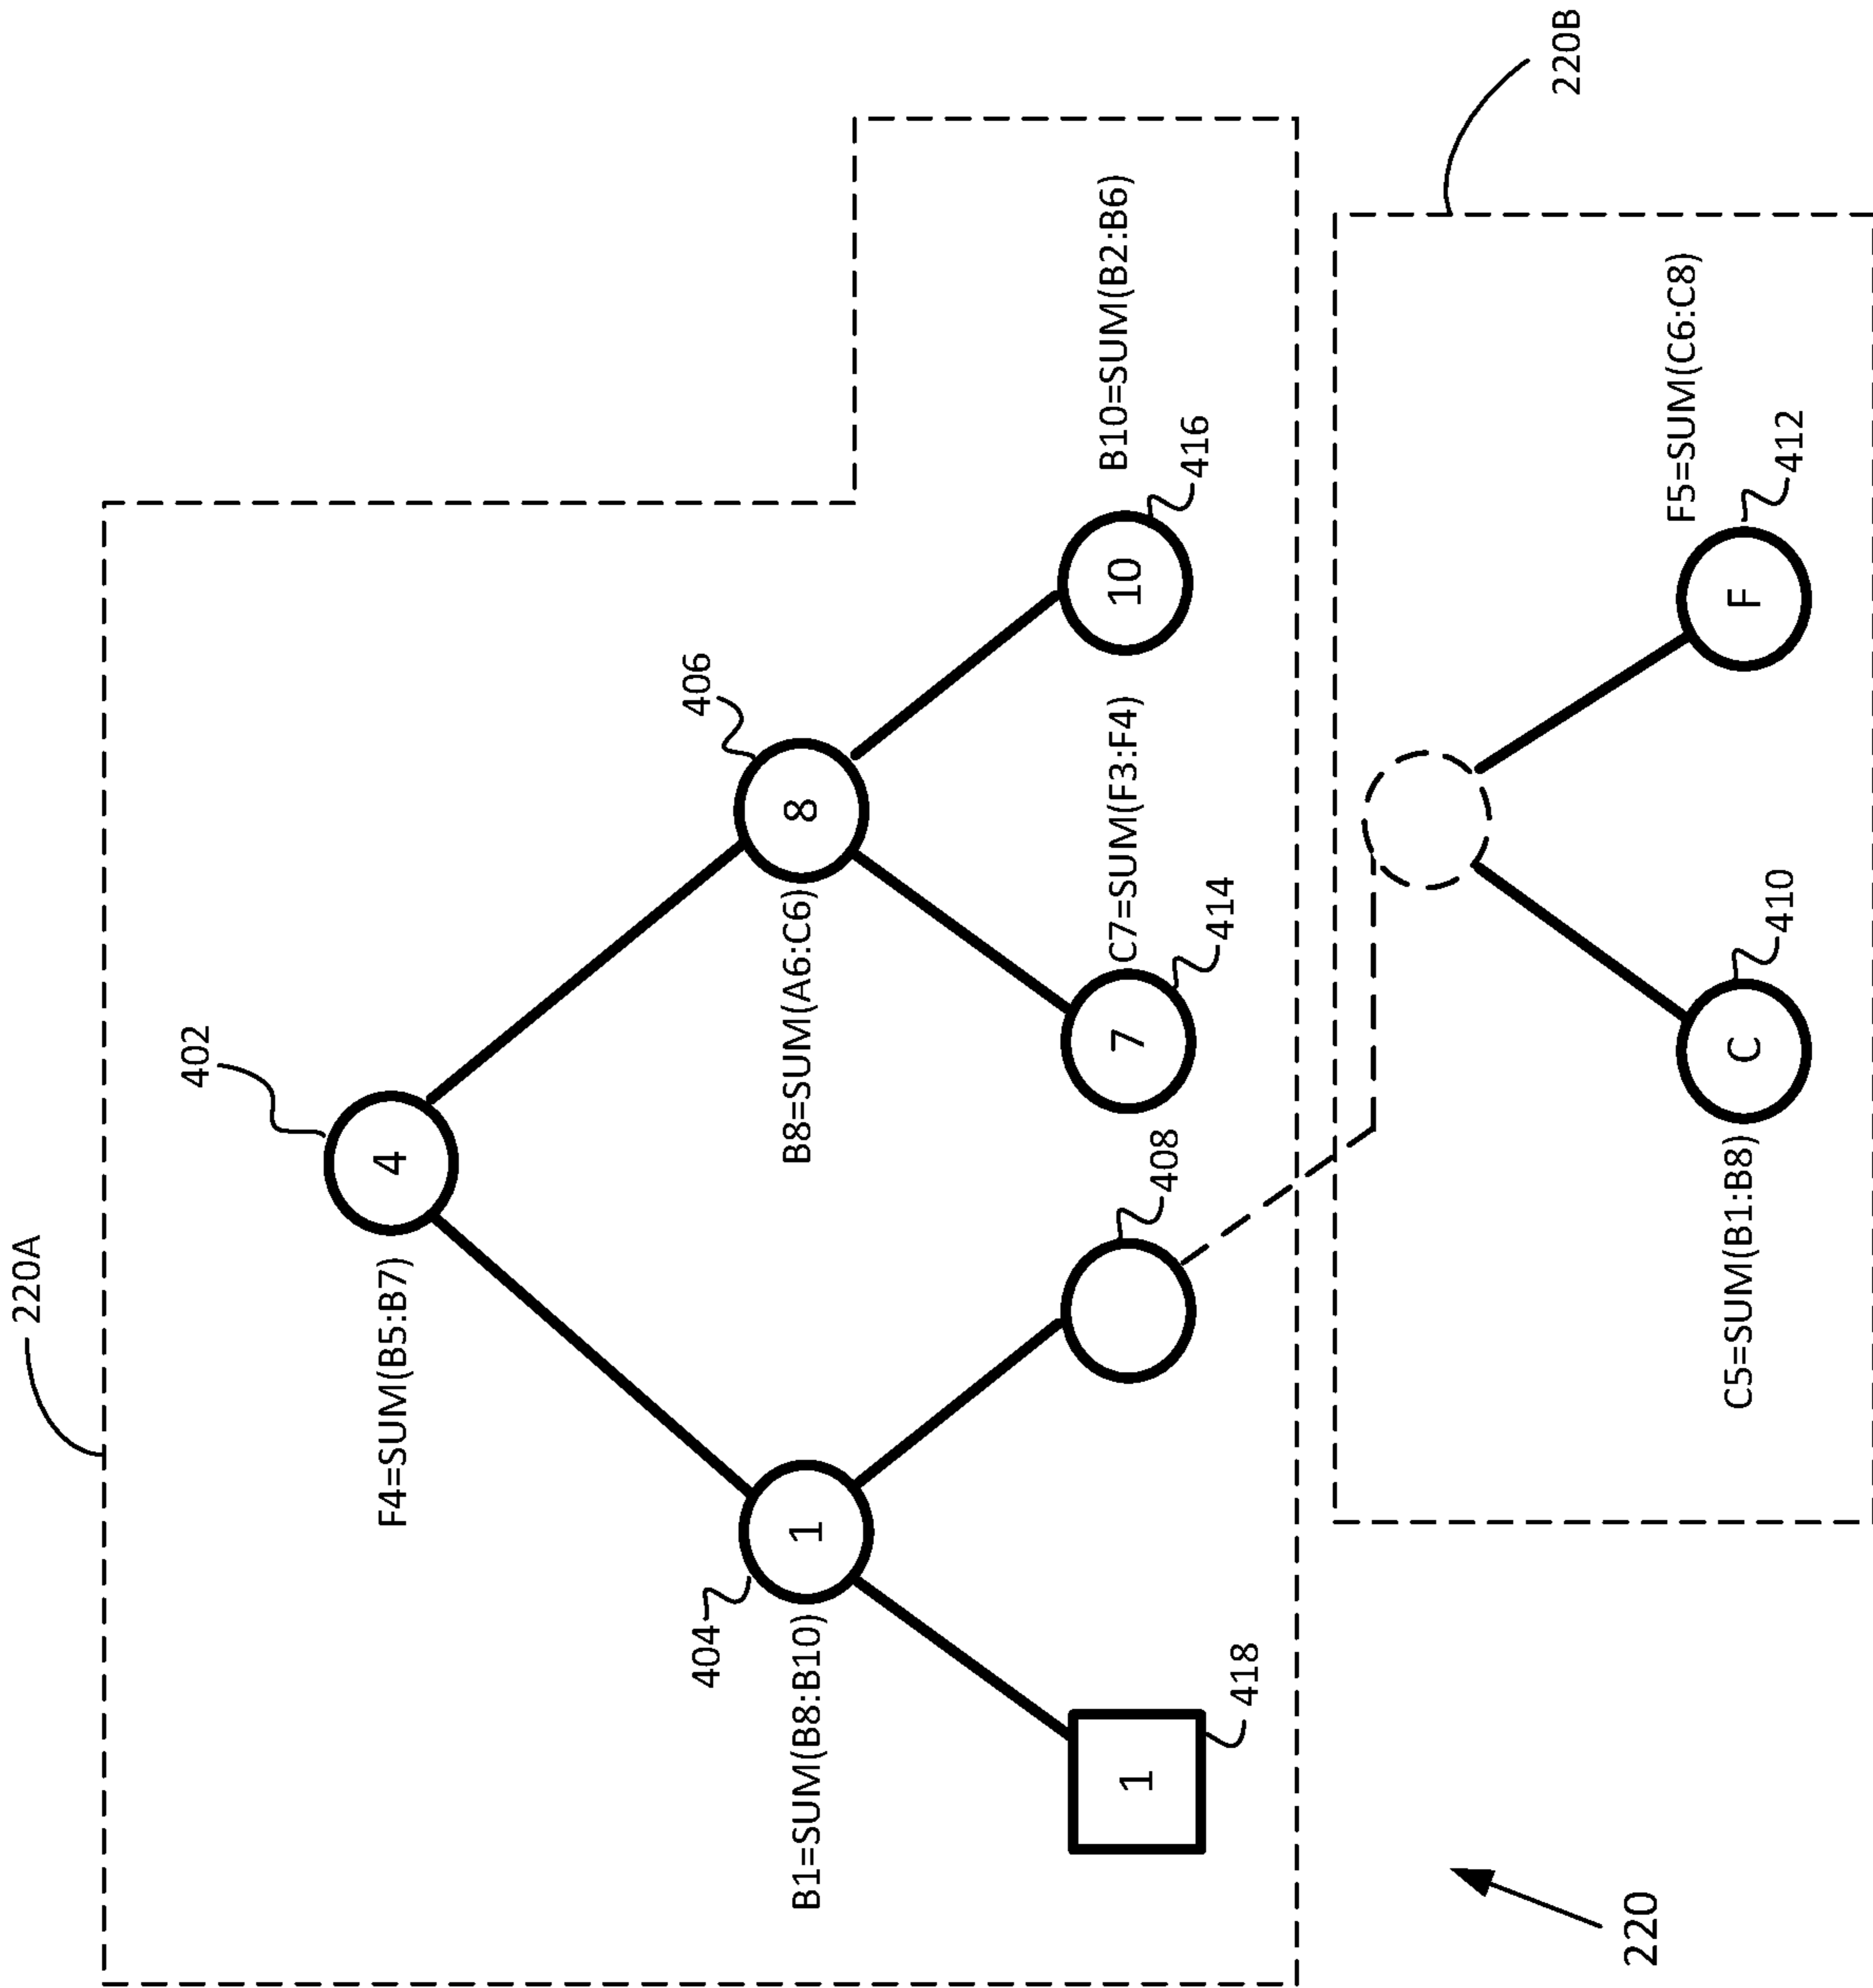 220A
402
4
F4=SUM(B5:B7)
406
8
B8=SUM(A6:C6)
404
1
B1=SUM(B8:B10)
418
1
408
7
C7=SUM(F3:F4)
414
10
B10=SUM(B2:B6)
416
220B
C
C5=SUM(B1:B8)
410
F
F5=SUM(C6:C8)
412
220